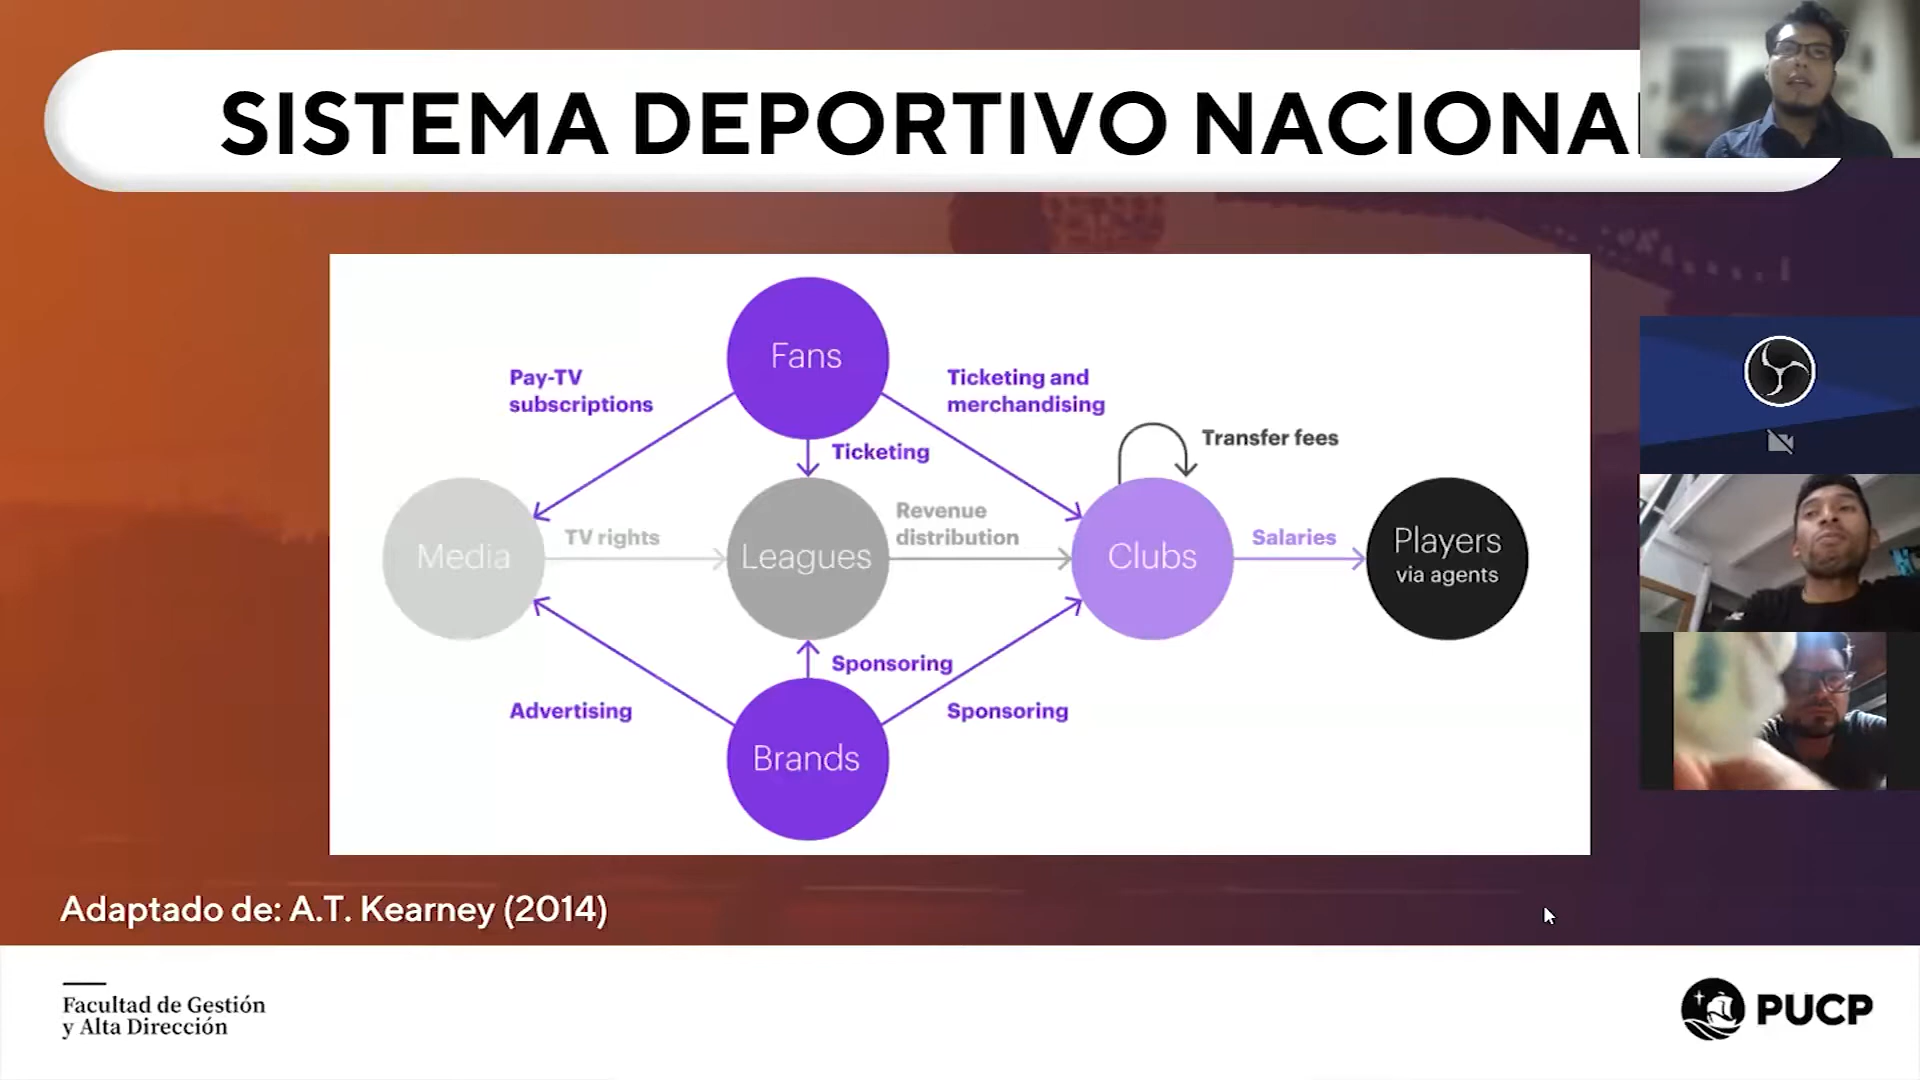 SISTEMA DEPORTIVO NACIONA
Fans
Pay-TV
subscriptions
Ticketing and
merchandising
Transfer fees
Ticketing
Media
TV rights
Leagues
Revenue
distribution
Clubs
Salaries
Players
via agents
Sponsoring
Advertising
Sponsoring
Brands
Adaptado de: A.T. Kearney (2014)
Facultad de Gestión
y Alta Dirección
PUCP